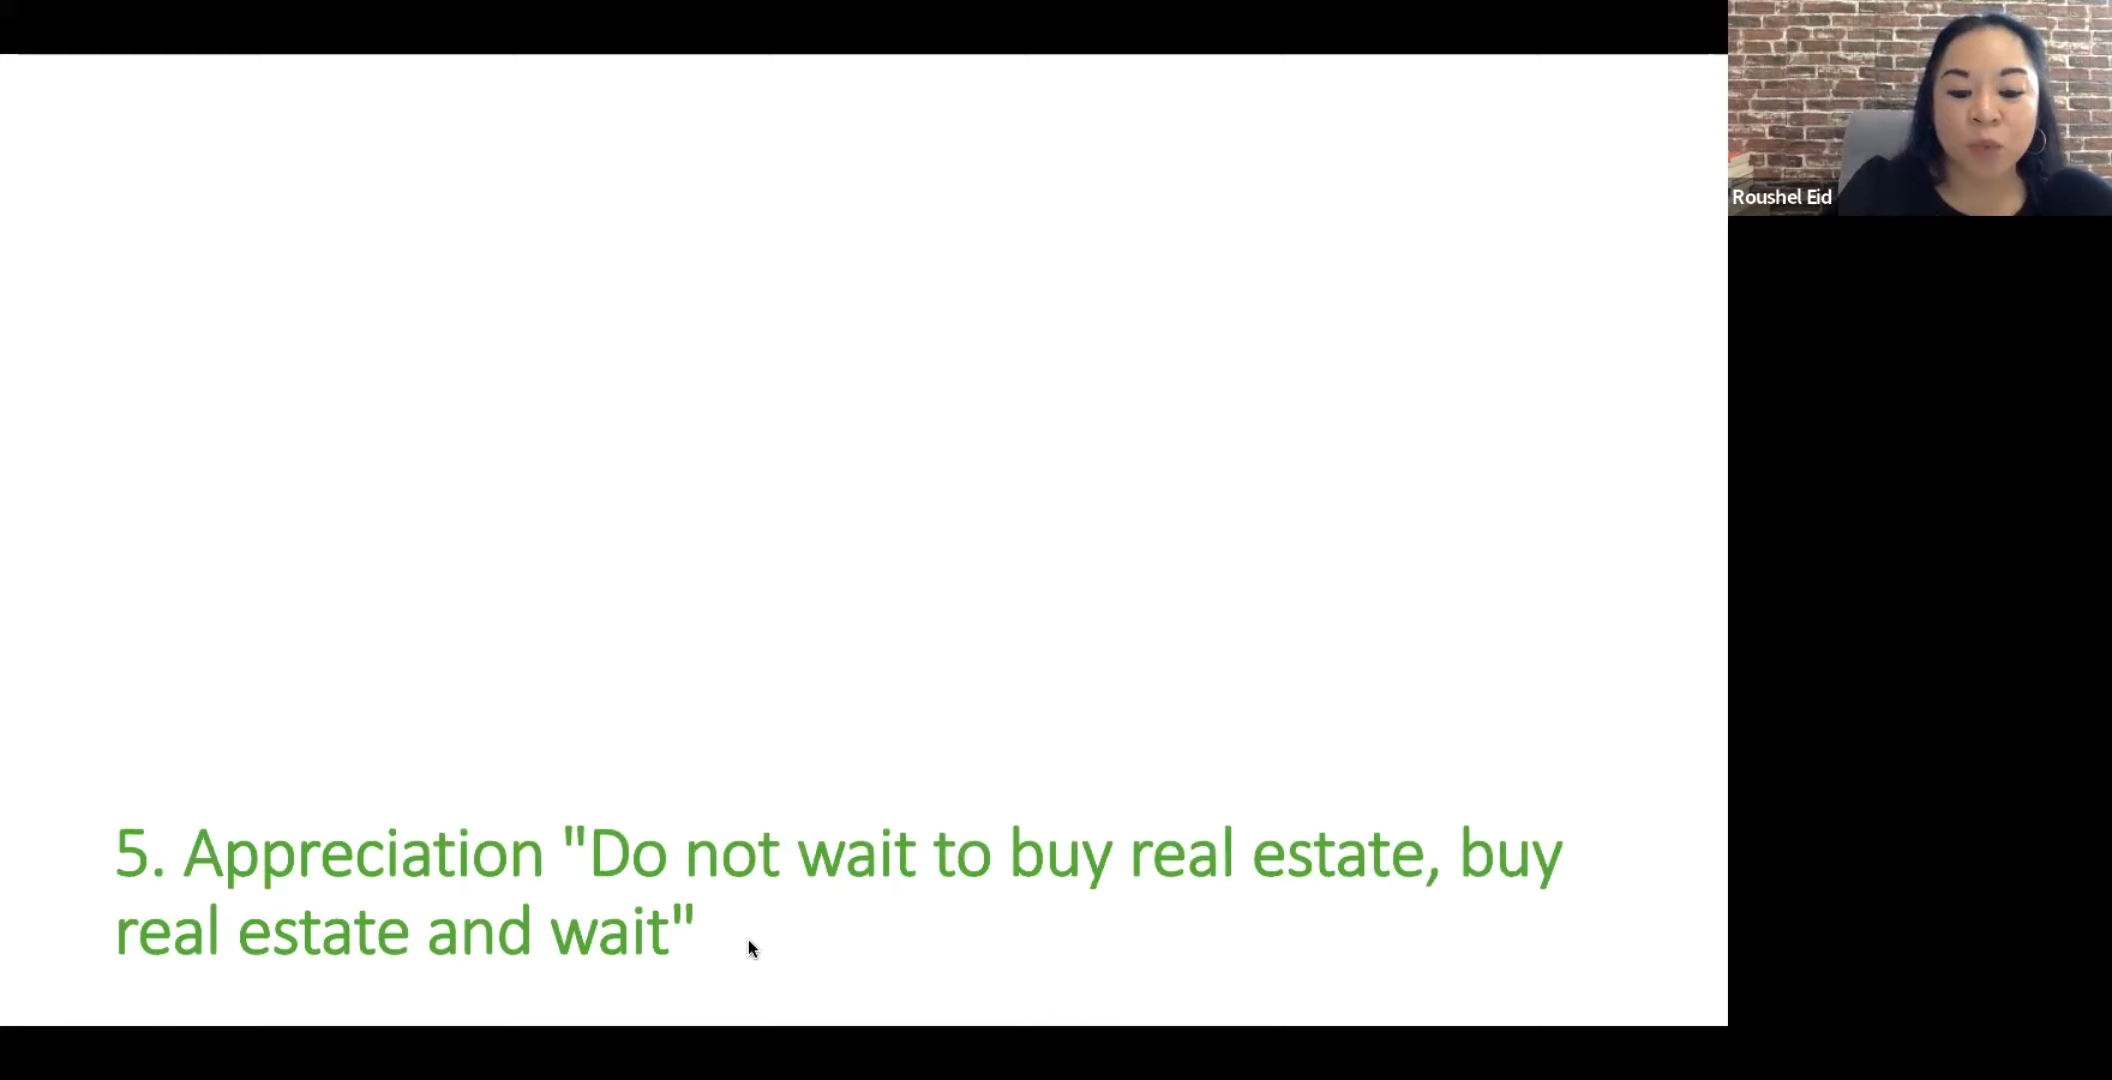 Roushel Eid
5. Appreciation "Do not wait to buy real estate, buy
real estate and wait"